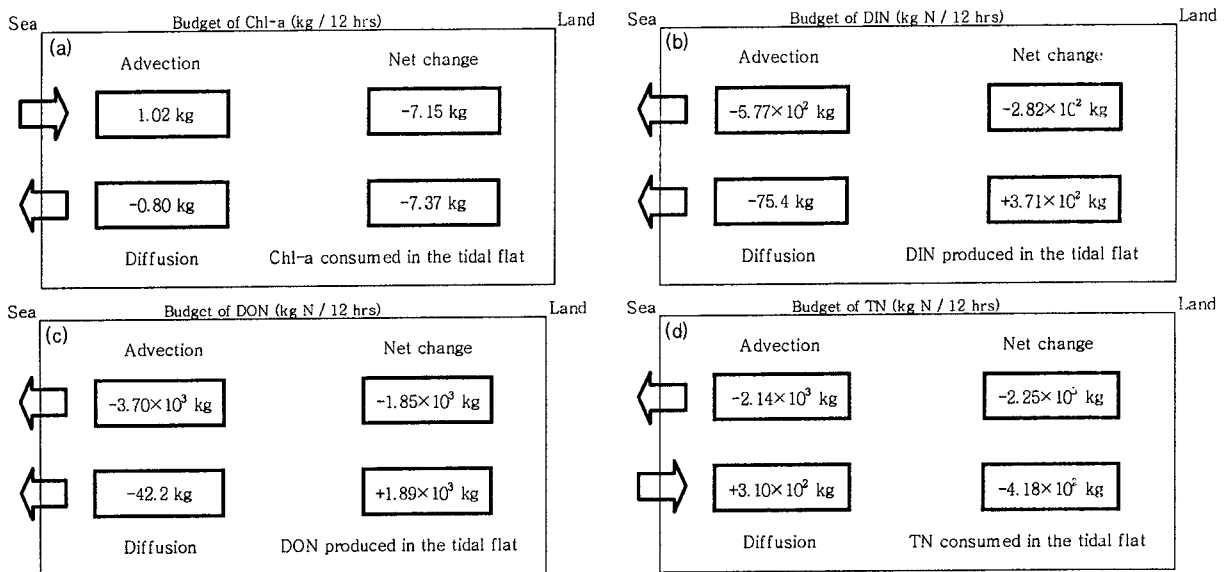 Sea Budget of Chl-a (kg / 12 hrs) Land
(a)
Advection Net change
1.02 kg -7.15 kg
-0.80 kg -7.37 kg
Diffusion Chl-a consumed in the tidal flat
Sea Budget of DIN (kg N / 12 hrs) Land
(b)
Advection Net change
-5.77×10² kg -2.82×10² kg
-75.4 kg +3.71×10² kg
Diffusion DIN produced in the tidal flat
Sea Budget of DON (kg N / 12 hrs) Land
(c)
Advection Net change
-3.70×10³ kg -1.85×10³ kg
-42.2 kg +1.89×10³ kg
Diffusion DON produced in the tidal flat
Sea Budget of TN (kg N / 12 hrs) Land
(d)
Advection Net change
-2.14×10³ kg -2.25×10³ kg
+3.10×10² kg -4.18×10² kg
Diffusion TN consumed in the tidal flat